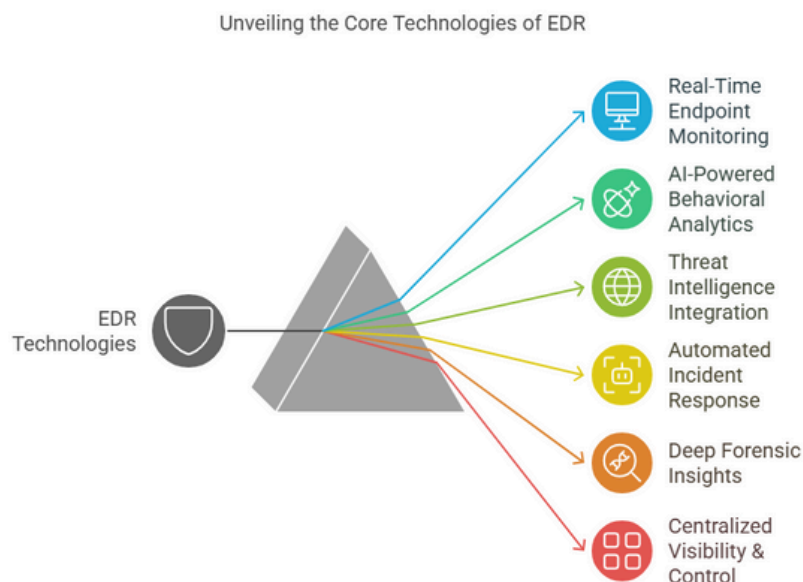 Unveiling the Core Technologies of EDR
EDR
Technologies
Real-Time
Endpoint
Monitoring
AI-Powered
Behavioral
Analytics
Threat
Intelligence
Integration
Automated
Incident
Response
Deep Forensic
Insights
Centralized
Visibility &
Control